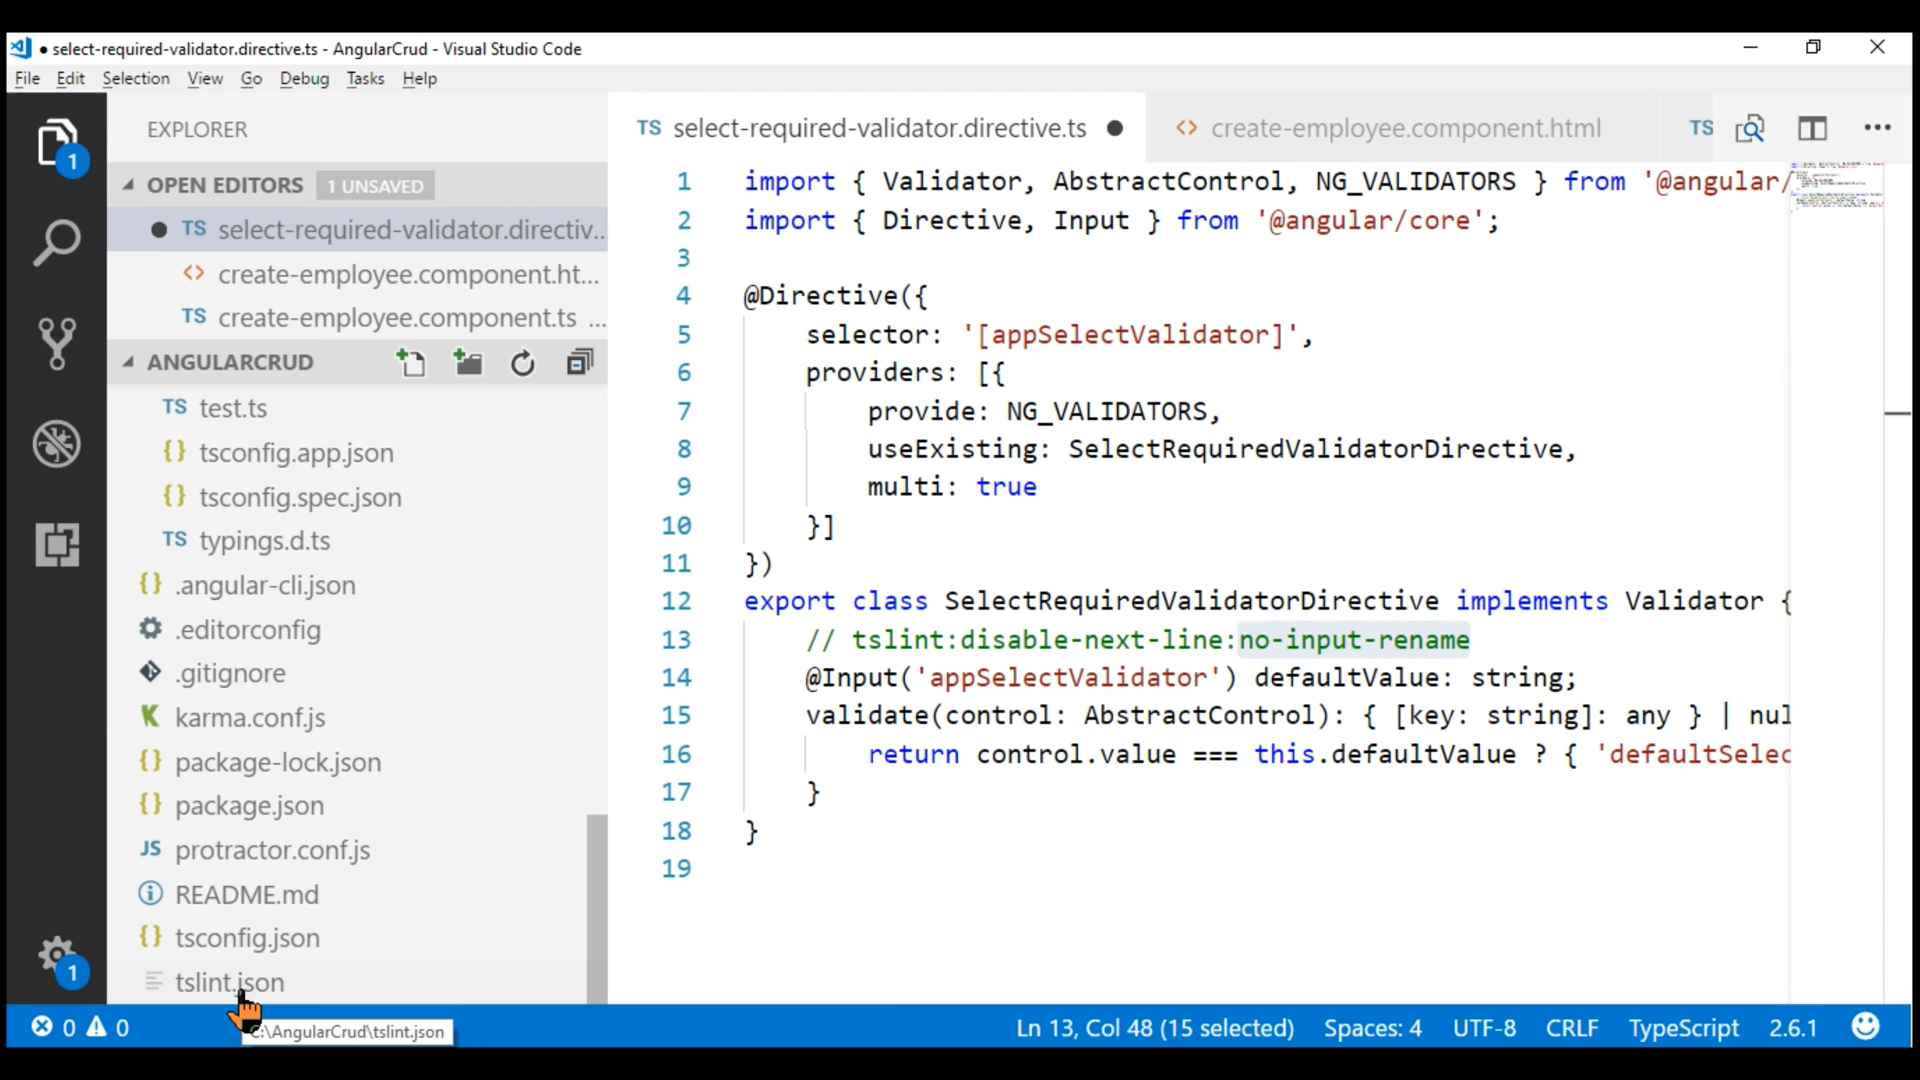 ● select-required-validator.directive.ts - AngularCrud - Visual Studio Code
File Edit Selection View Go Debug Tasks Help
EXPLORER
OPEN EDITORS 1 UNSAVED
TS select-required-validator.directiv...
<> create-employee.component.ht...
TS create-employee.component.ts ...
ANGULARCRUD
TS test.ts
{} tsconfig.app.json
{} tsconfig.spec.json
TS typings.d.ts
{} .angular-cli.json
.editorconfig
.gitignore
K karma.conf.js
{} package-lock.json
{} package.json
JS protractor.conf.js
README.md
{} tsconfig.json
tslint.json
C:\AngularCrud\tslint.json
1
1
TS select-required-validator.directive.ts ● <> create-employee.component.html TS
1 import { Validator, AbstractControl, NG_VALIDATORS } from '@angular/
2 import { Directive, Input } from '@angular/core';
3
4 @Directive({
5 selector: '[appSelectValidator]',
6 providers: [{
7 provide: NG_VALIDATORS,
8 useExisting: SelectRequiredValidatorDirective,
9 multi: true
10 }]
11 })
12 export class SelectRequiredValidatorDirective implements Validator {
13 // tslint:disable-next-line:no-input-rename
14 @Input('appSelectValidator') defaultValue: string;
15 validate(control: AbstractControl): { [key: string]: any } | nul
16 return control.value === this.defaultValue ? { 'defaultSelec
17 }
18 }
19
0 0 Ln 13, Col 48 (15 selected) Spaces: 4 UTF-8 CRLF TypeScript 2.6.1